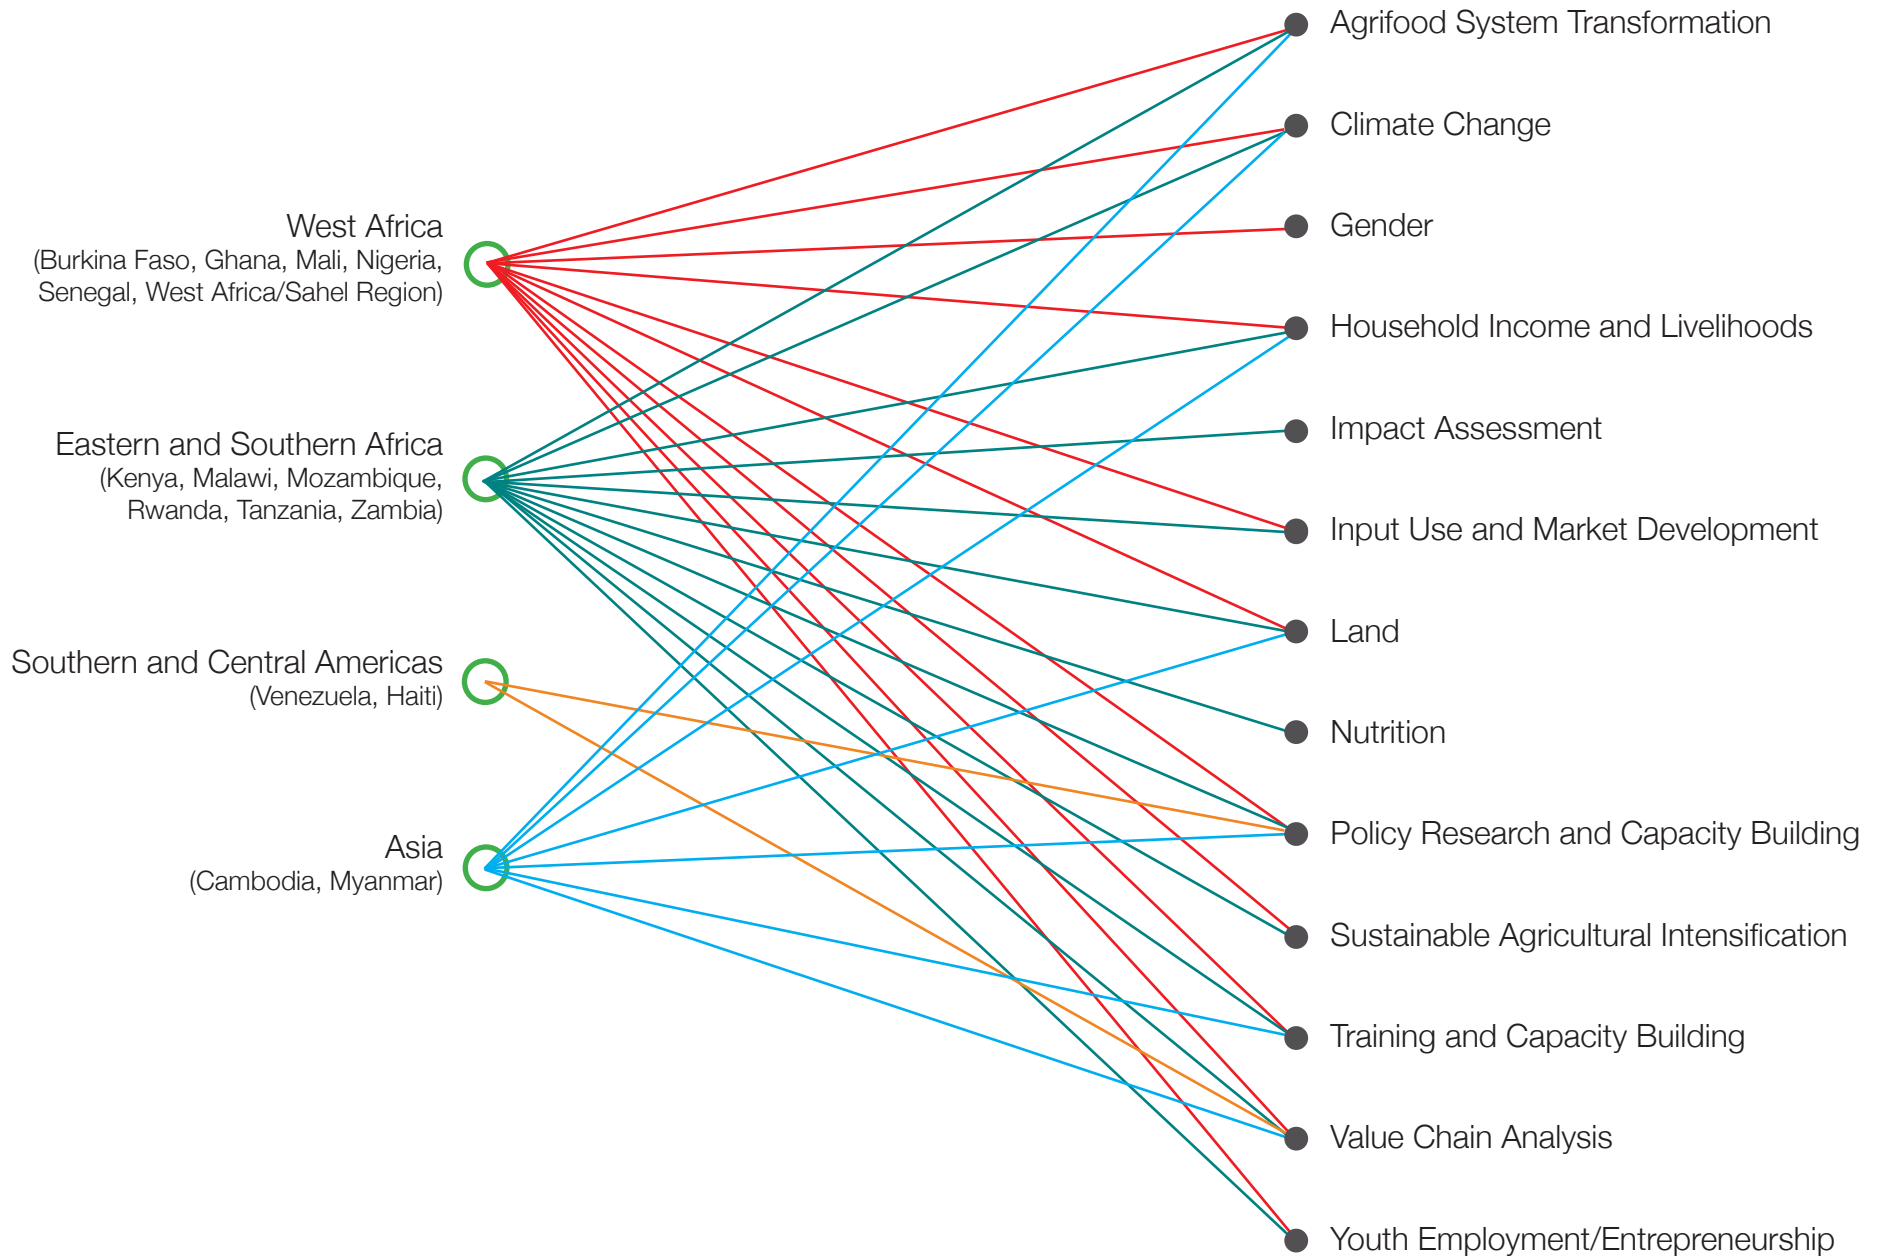 West Africa
(Burkina Faso, Ghana, Mali, Nigeria,
Senegal, West Africa/Sahel Region)
Eastern and Southern Africa
(Kenya, Malawi, Mozambique,
Rwanda, Tanzania, Zambia)
Southern and Central Americas
(Venezuela, Haiti)
Asia
(Cambodia, Myanmar)
Agrifood System Transformation
Climate Change
Gender
Household Income and Livelihoods
Impact Assessment
Input Use and Market Development
Land
Nutrition
Policy Research and Capacity Building
Sustainable Agricultural Intensification
Training and Capacity Building
Value Chain Analysis
Youth Employment/Entrepreneurship